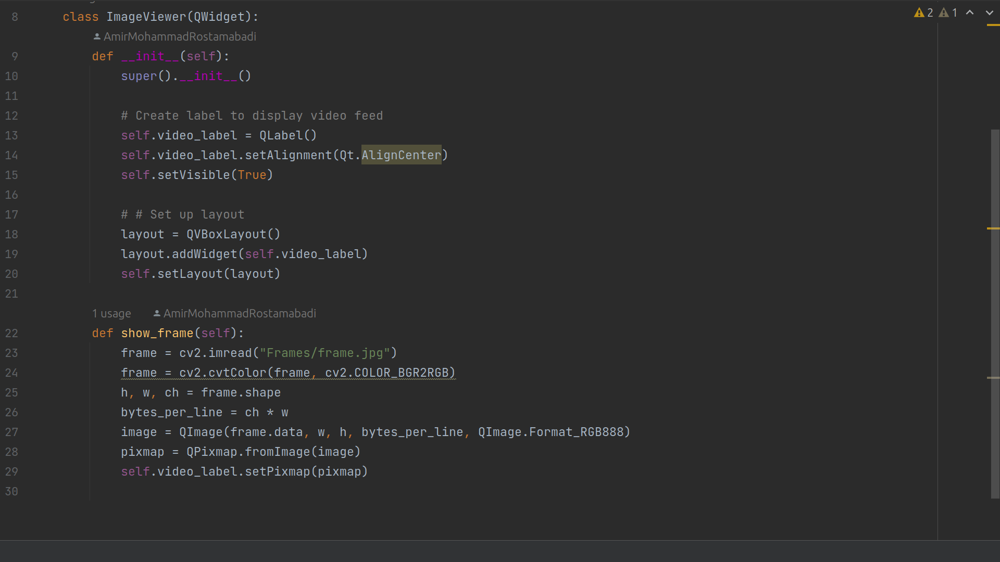 2 1
8 class ImageViewer(QWidget):
AmirMohammadRostamabadi
9 def __init__(self):
10 super().__init__()
11
12 # Create label to display video feed
13 self.video_label = QLabel()
14 self.video_label.setAlignment(Qt.AlignCenter)
15 self.setVisible(True)
16
17 # # Set up layout
18 layout = QVBoxLayout()
19 layout.addWidget(self.video_label)
20 self.setLayout(layout)
21
1 usage AmirMohammadRostamabadi
22 def show_frame(self):
23 frame = cv2.imread("Frames/frame.jpg")
24 frame = cv2.cvtColor(frame, cv2.COLOR_BGR2RGB)
25 h, w, ch = frame.shape
26 bytes_per_line = ch * w
27 image = QImage(frame.data, w, h, bytes_per_line, QImage.Format_RGB888)
28 pixmap = QPixmap.fromImage(image)
29 self.video_label.setPixmap(pixmap)
30